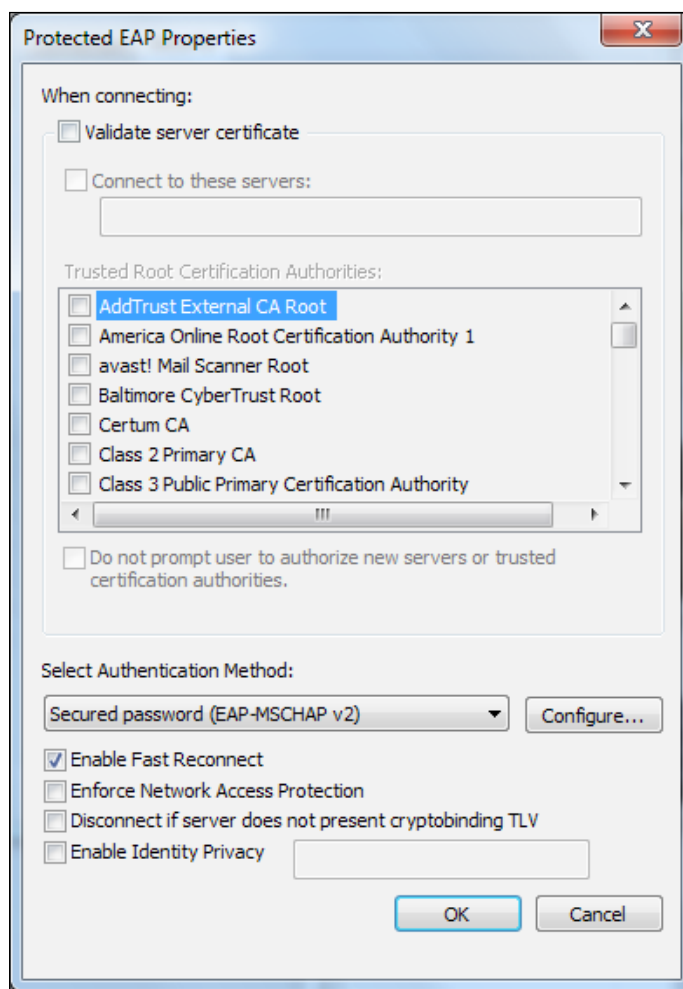 Protected EAP Properties
When connecting:
Validate server certificate
Connect to these servers:
Trusted Root Certification Authorities:
AddTrust External CA Root
America Online Root Certification Authority 1
avast! Mail Scanner Root
Baltimore CyberTrust Root
Certum CA
Class 2 Primary CA
Class 3 Public Primary Certification Authority
Do not prompt user to authorize new servers or trusted
certification authorities.
Select Authentication Method:
Secured password (EAP-MSCHAP v2)
Configure...
Enable Fast Reconnect
Enforce Network Access Protection
Disconnect if server does not present cryptobinding TLV
Enable Identity Privacy
OK
Cancel